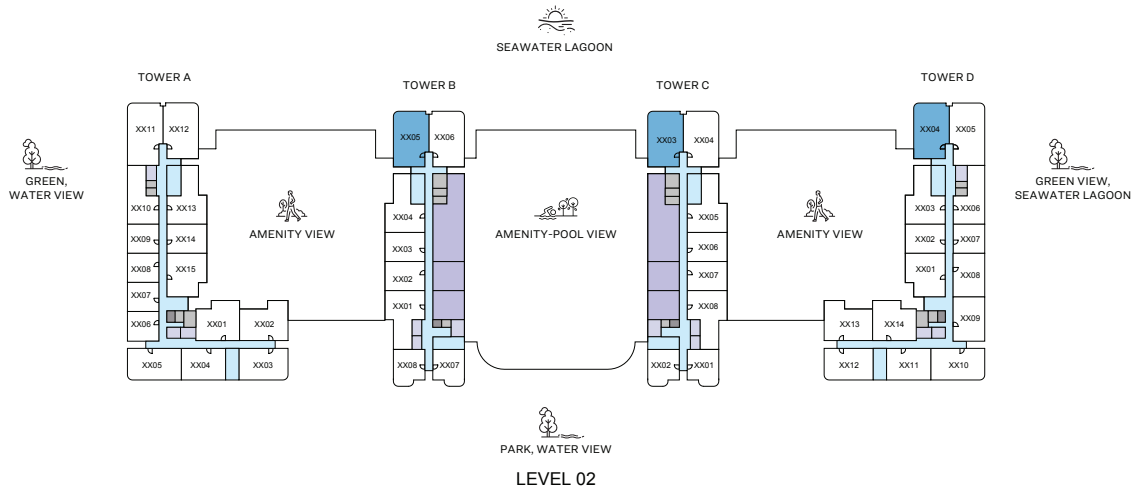 SEAWATER LAGOON
TOWER A
TOWER B
TOWER C
TOWER D
GREEN,
WATER VIEW
XX11
XX12
XX10
XX13
XX09
XX14
XX08
XX15
XX07
XX06
XX01
XX02
XX05
XX04
XX03
AMENITY VIEW
XX05
XX06
XX04
XX03
XX02
XX01
XX08
XX07
AMENITY-POOL VIEW
XX03
XX04
XX05
XX06
XX07
XX08
XX02
XX01
AMENITY VIEW
XX04
XX05
XX03
XX06
XX02
XX07
XX01
XX08
XX13
XX14
XX09
XX12
XX11
XX10
GREEN VIEW,
SEAWATER LAGOON
PARK, WATER VIEW
LEVEL 02